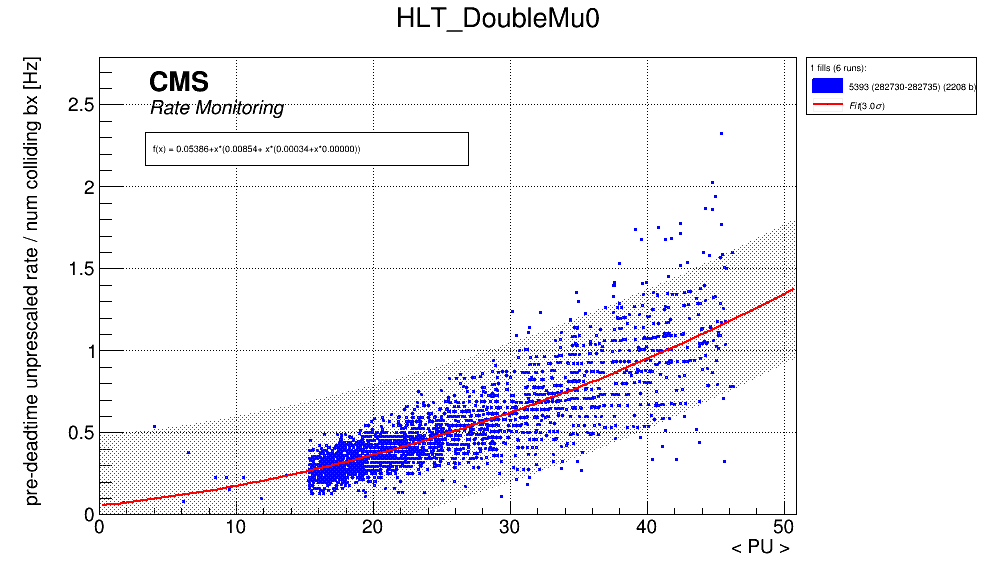 HLT_DoubleMu0
pre-deadtime unprescaled rate / num colliding bx [Hz]
CMS
Rate Monitoring
f(x) = 0.05386+x*(0.00854+ x*(0.00034+x*0.00000))
2.5
2
1.5
1
0.5
0
0 10 20 30 40 50
< PU >
1 fills (6 runs):
5393 (282730-282735) (2208 b)
Fit(3.0σ)